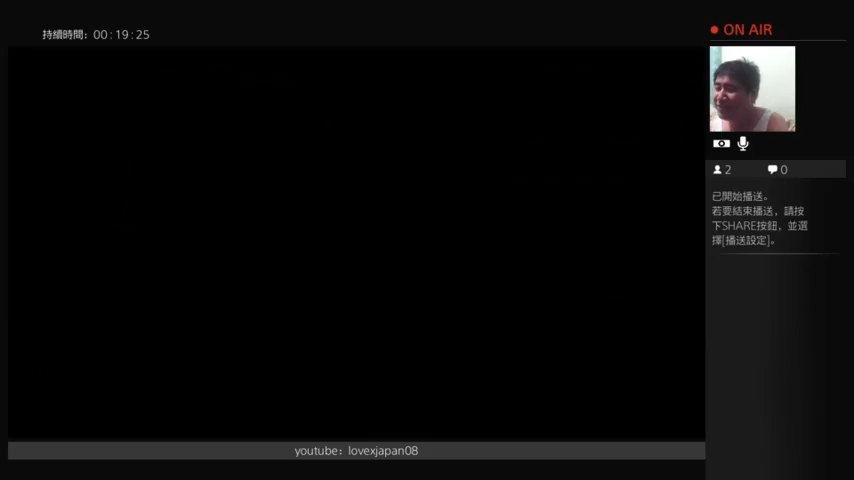 持續時間：00:19:25
ON AIR
2 0
已開始播送。
若要結束播送，請按
下SHARE按鈕，並選
擇[播送設定]。
youtube：lovexjapan08